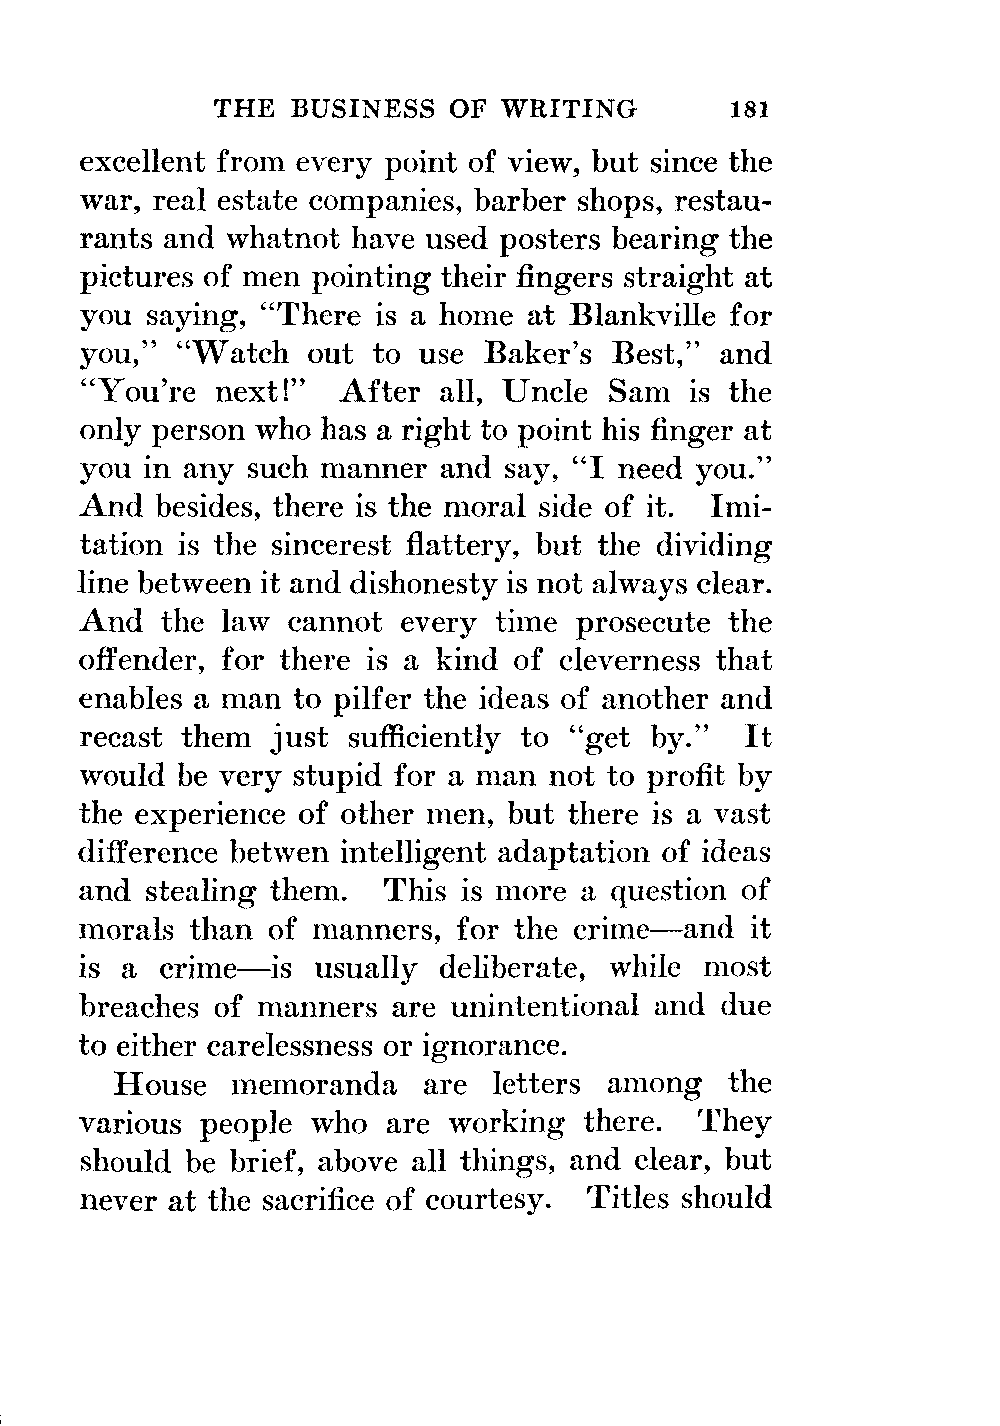 THE BUSINESS OF WRITING 181
excellent from every point of view, but since the
war, real estate companies, barber shops, restau-
rants and whatnot have used posters bearing the
pictures of men pointing their fingers straight at
you saying, “There is a home at Blankville for
you,” “Watch out to use Baker's Best,” and
“You're next!” After all, Uncle Sam is the
only person who has a right to point his finger at
you in any such manner and say, “I need you.”
And besides, there is the moral side of it. Imi-
tation is the sincerest flattery, but the dividing
line between it and dishonesty is not always clear.
And the law cannot every time prosecute the
offender, for there is a kind of cleverness that
enables a man to pilfer the ideas of another and
recast them just sufficiently to “get by.” It
would be very stupid for a man not to profit by
the experience of other men, but there is a vast
difference betwen intelligent adaptation of ideas
and stealing them. This is more a question of
morals than of manners, for the crime—and it
is a crime—is usually deliberate, while most
breaches of manners are unintentional and due
to either carelessness or ignorance.
House memoranda are letters among the
various people who are working there. They
should be brief, above all things, and clear, but
never at the sacrifice of courtesy. Titles should